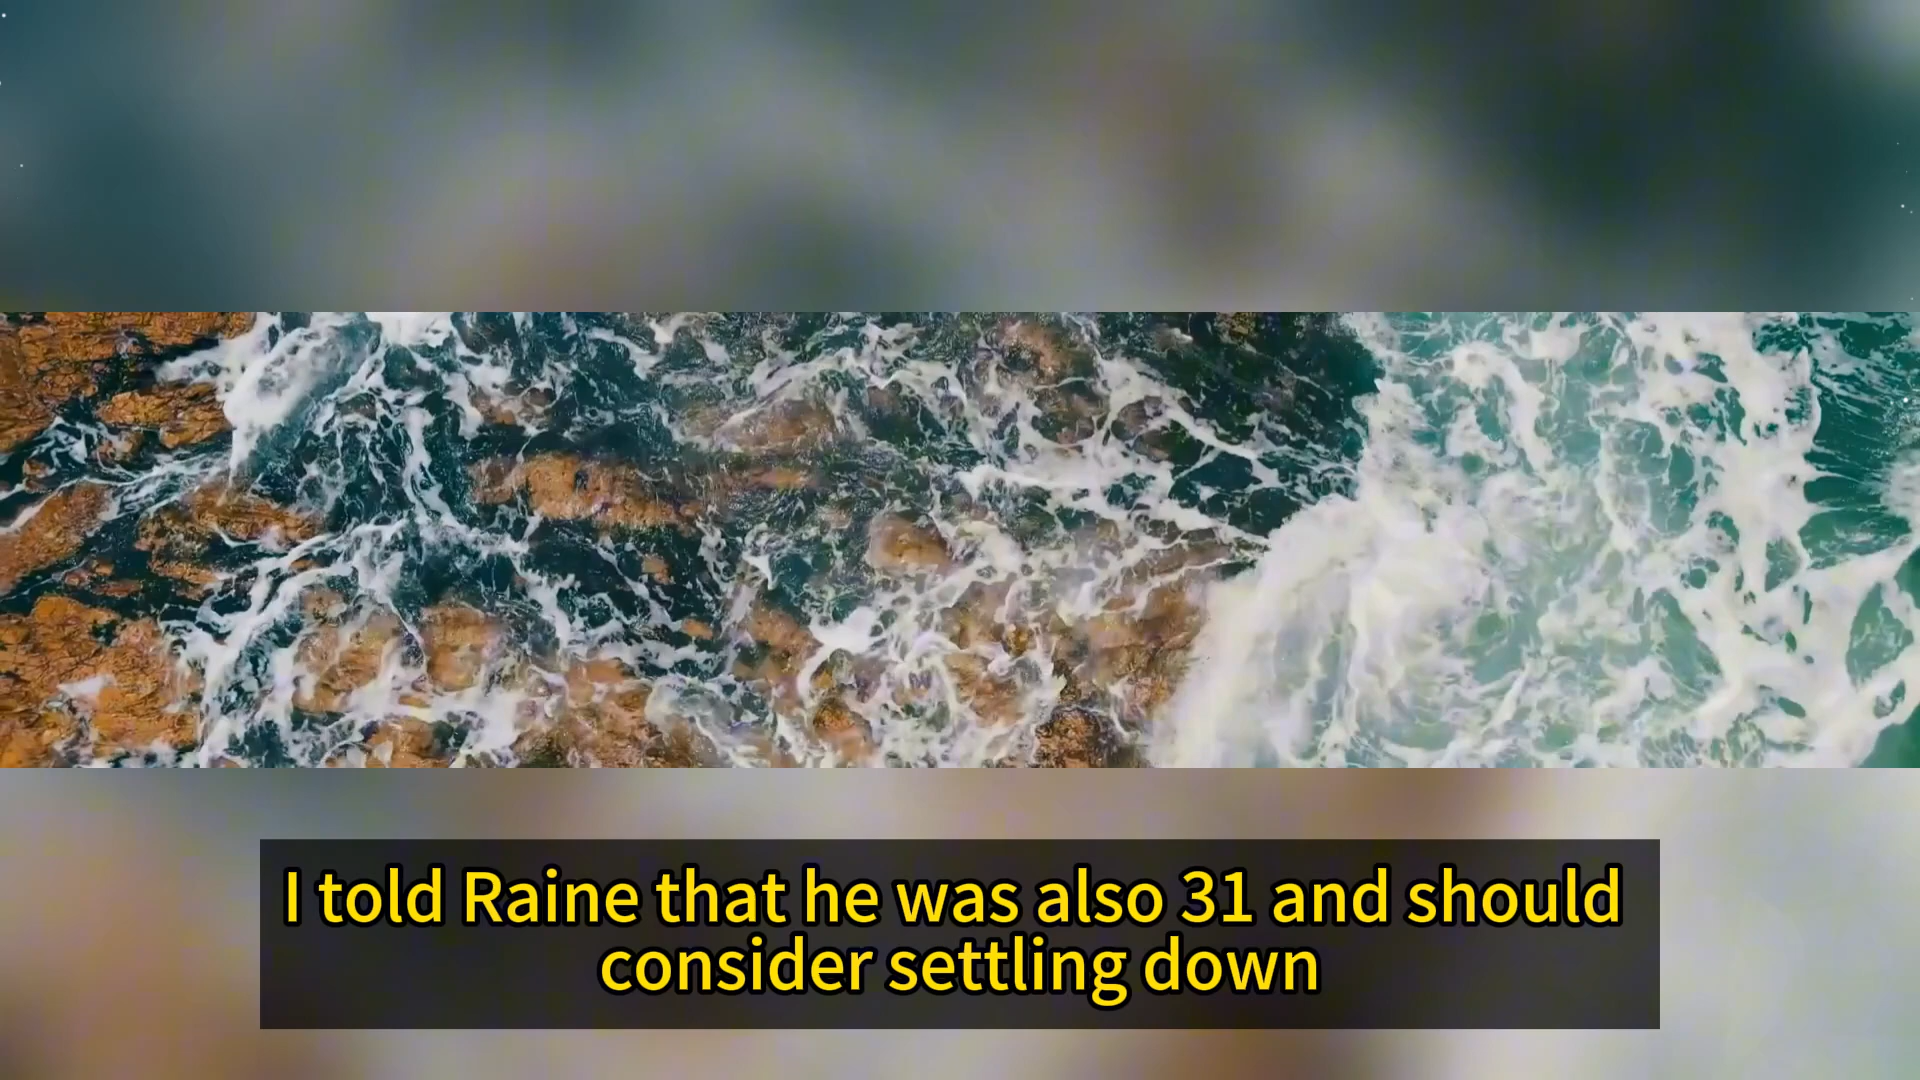 I told Raine that he was also 31 and should
consider settling down